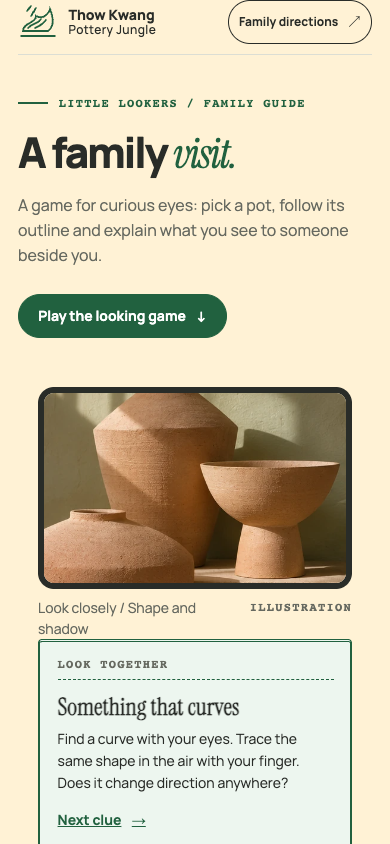 Thow Kwang
Pottery Jungle
Family directions ↗
LITTLE LOOKERS / FAMILY GUIDE
A family visit.
A game for curious eyes: pick a pot, follow its
outline and explain what you see to someone
beside you.
Play the looking game ↓
Look closely / Shape and
shadow
ILLUSTRATION
LOOK TOGETHER
Something that curves
Find a curve with your eyes. Trace the
same shape in the air with your finger.
Does it change direction anywhere?
Next clue →